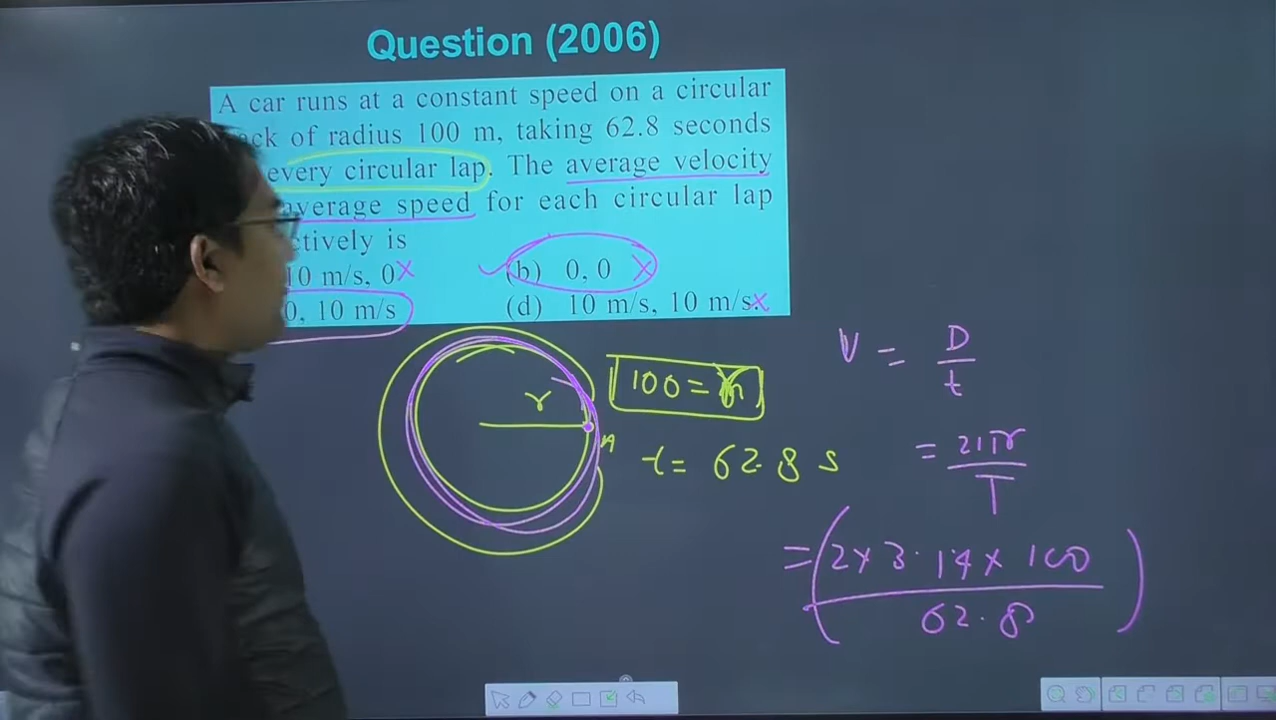 Question (2006)
A car runs at a constant speed on a circular
ck of radius 100 m, taking 62.8 seconds
every circular lap. The average velocity
average speed for each circular lap
ctively is
10 m/s, 0 x
(b) 0, 0 x
0, 10 m/s
(d) 10 m/s, 10 m/s x
r
A
100 =
t = 62.8 s
V = D/t
= 2πr/T
= (2 x 3.14 x 100 / 62.8)